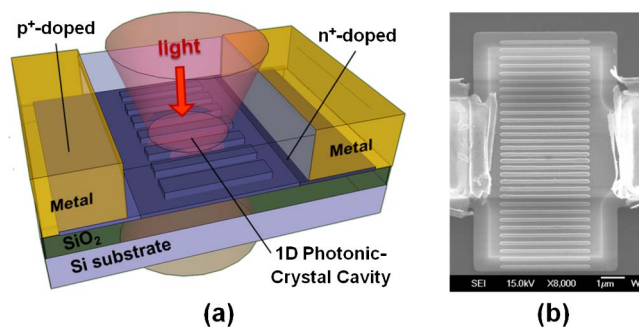 p+-doped
light
n+-doped
Metal
Metal
SiO2
Si substrate
1D Photonic-
Crystal Cavity
SEI 15.0kV X8,000 1μm W
(a)
(b)